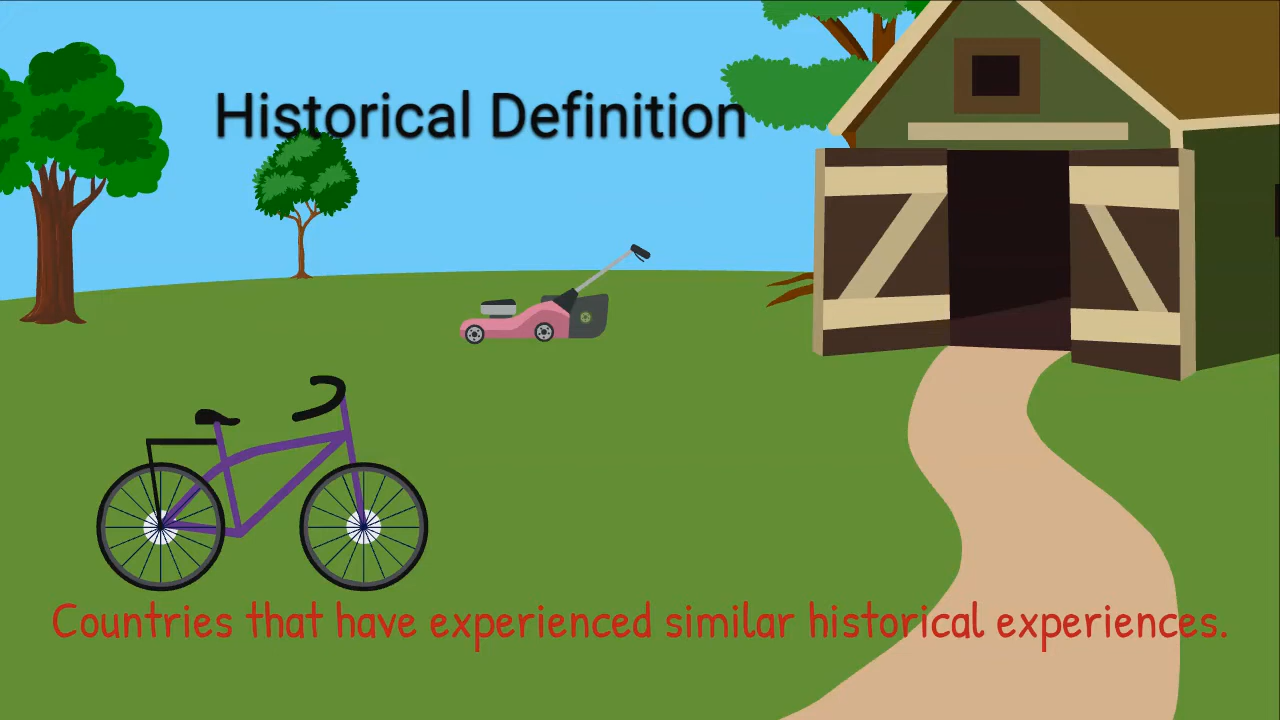 Historical Definition
Countries that have experienced similar historical experiences.